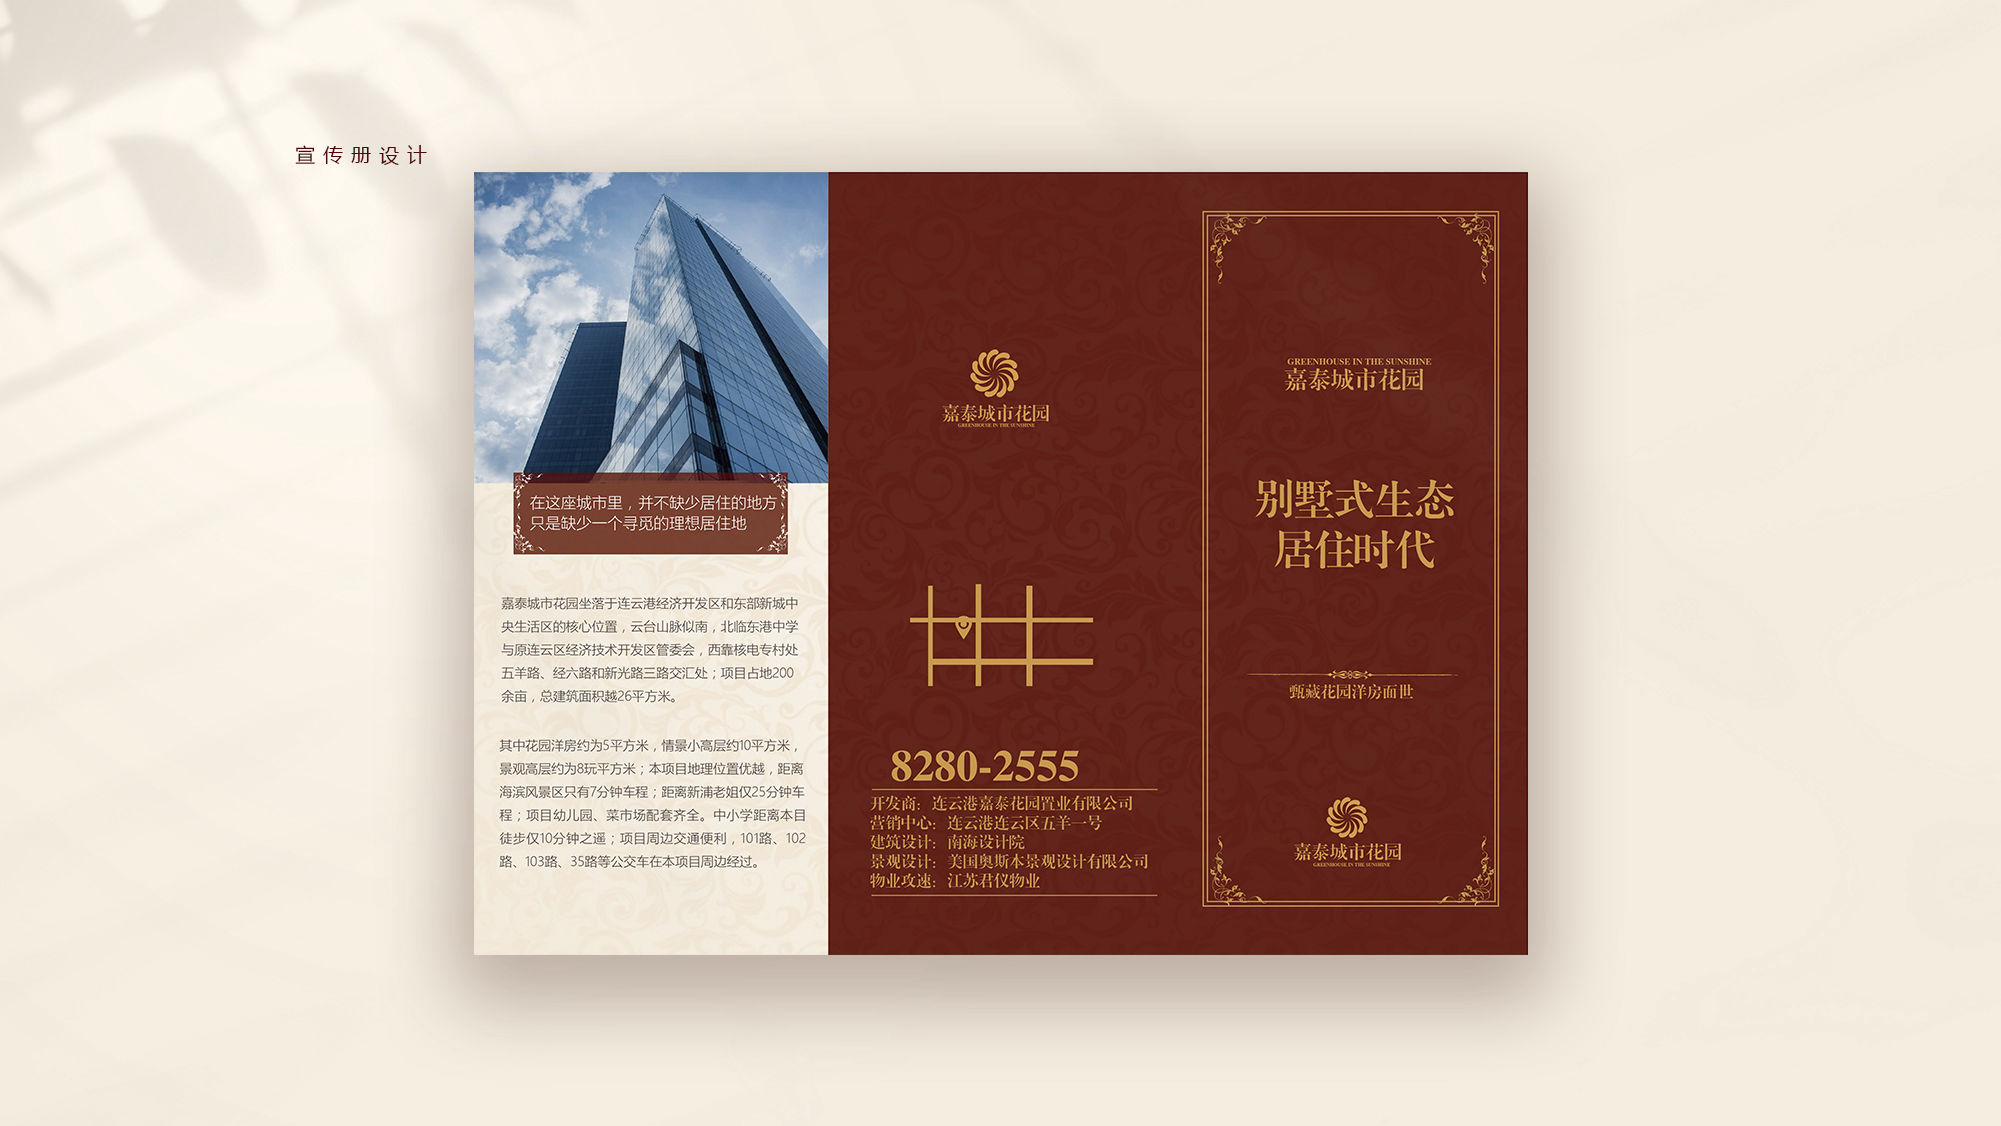 宣传册设计
在这座城市里，并不缺少居住的地方
只是缺少一个寻觅的理想居住地
嘉泰城市花园坐落于连云港经济开发区和东部新城中
央生活区的核心位置，云台山脉似南，北临东港中学
与原连云区经济技术开发区管委会，西靠核电专村处
五羊路、经六路和新光路三路交汇处；项目占地200
余亩，总建筑面积越26平方米。
其中花园洋房约为5平方米，情景小高层约10平方米，
景观高层约为8玩平方米；本项目地理位置优越，距离
海滨风景区只有7分钟车程；距离新浦老姐仅25分钟车
程；项目幼儿园、菜市场配套齐全。中小学距离本目
徒步仅10分钟之遥；项目周边交通便利，101路、102
路、103路、35路等公交车在本项目周边经过。
嘉泰城市花园
GREENHOUSE IN THE SUNSHINE
8280-2555
开发商：连云港嘉泰花园置业有限公司
营销中心：连云港连云区五羊一号
建筑设计：南海设计院
景观设计：美国奥斯本景观设计有限公司
物业攻速：江苏君仪物业
GREENHOUSE IN THE SUNSHINE
嘉泰城市花园
别墅式生态
居住时代
甄藏花园洋房面世
嘉泰城市花园
GREENHOUSE IN THE SUNSHINE